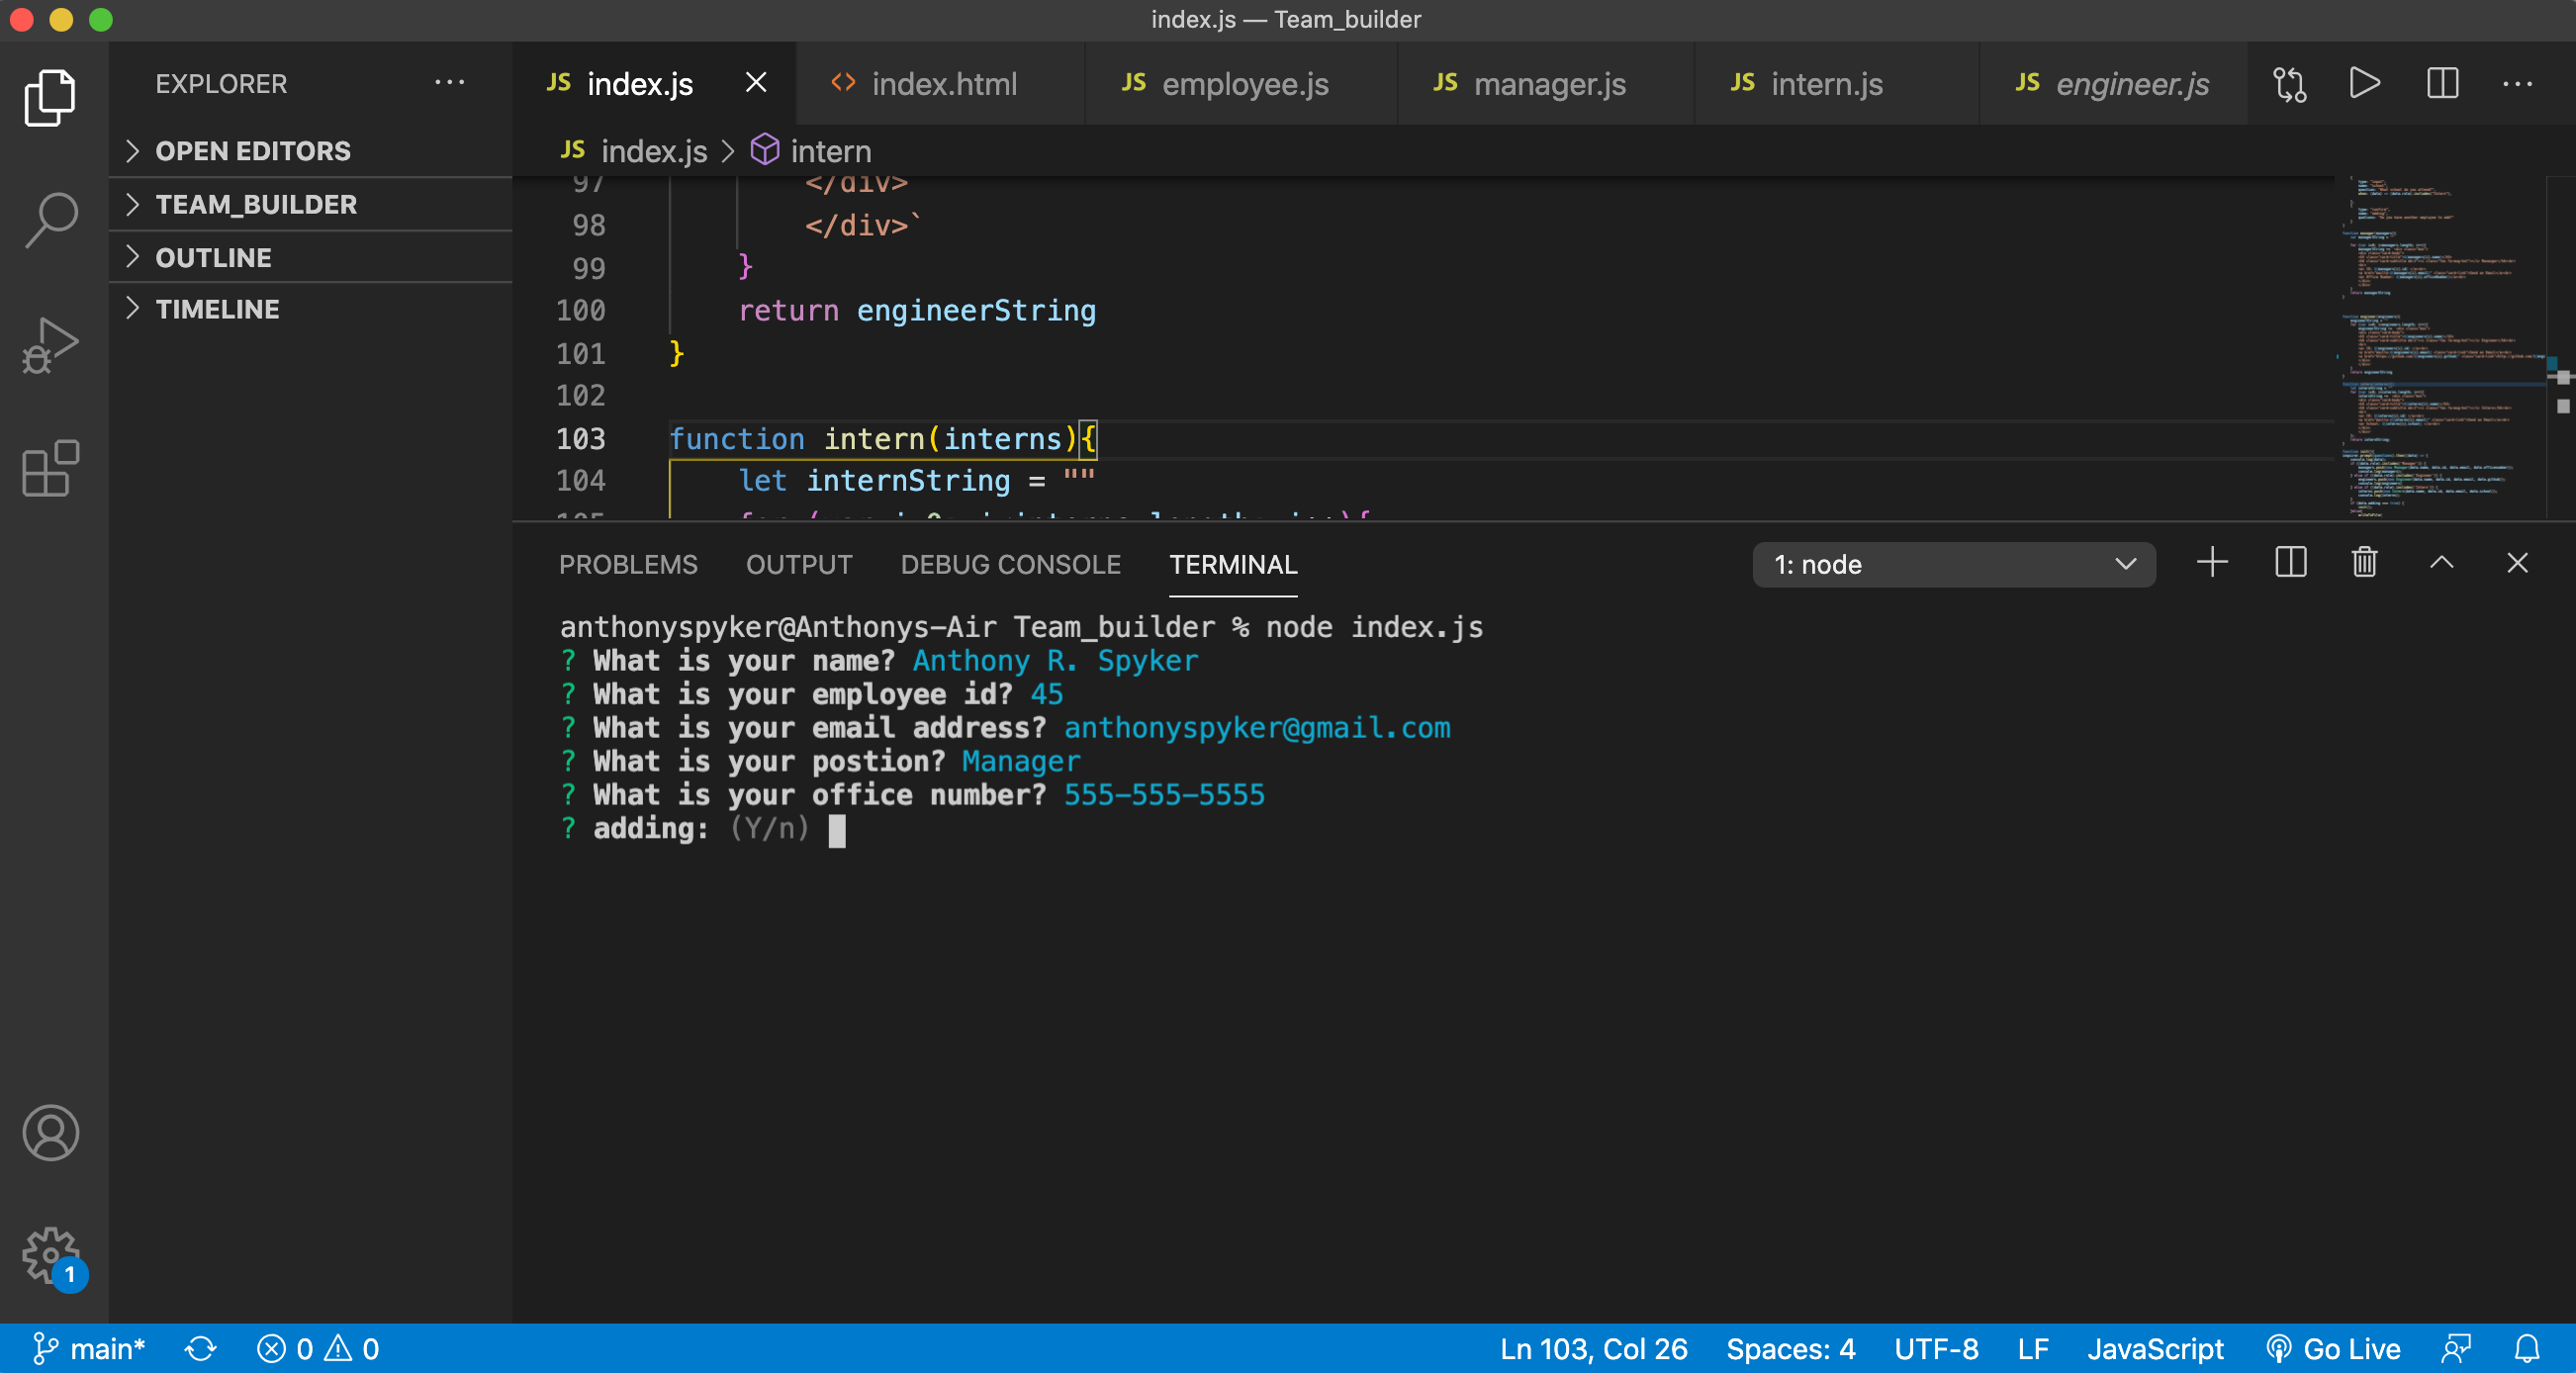 index.js — Team_builder
EXPLORER
OPEN EDITORS
TEAM_BUILDER
OUTLINE
TIMELINE
JS index.js
<> index.html
JS employee.js
JS manager.js
JS intern.js
JS engineer.js
JS index.js > intern
97 </div>
98 </div>`
99 }
100 return engineerString
101 }
102
103 function intern(interns){
104 let internString = ""
105
PROBLEMS OUTPUT DEBUG CONSOLE TERMINAL
1: node
anthonyspyker@Anthonys-Air Team_builder % node index.js
? What is your name? Anthony R. Spyker
? What is your employee id? 45
? What is your email address? anthonyspyker@gmail.com
? What is your postion? Manager
? What is your office number? 555-555-5555
? adding: (Y/n)
1
main* 0 0
Ln 103, Col 26 Spaces: 4 UTF-8 LF JavaScript Go Live